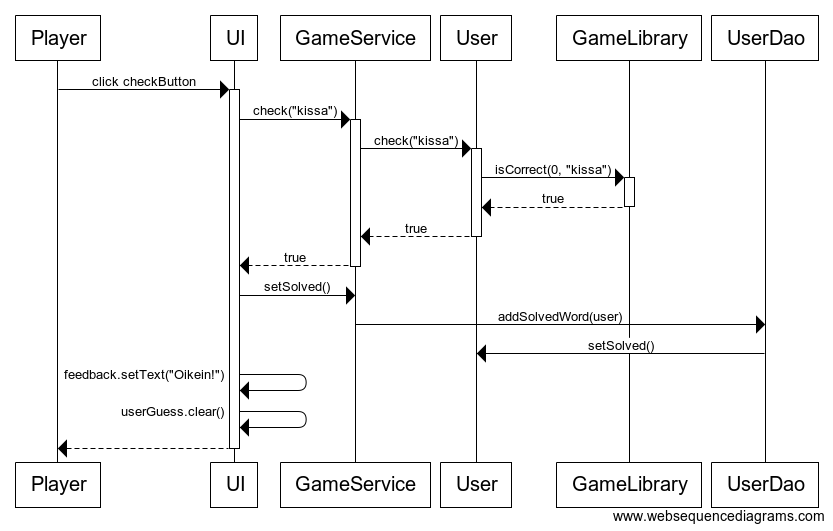 Player UI GameService User GameLibrary UserDao
click checkButton
check("kissa")
check("kissa")
isCorrect(0, "kissa")
true
true
true
setSolved()
addSolvedWord(user)
setSolved()
feedback.setText("Oikein!")
userGuess.clear()
Player UI GameService User GameLibrary UserDao
www.websequencediagrams.com